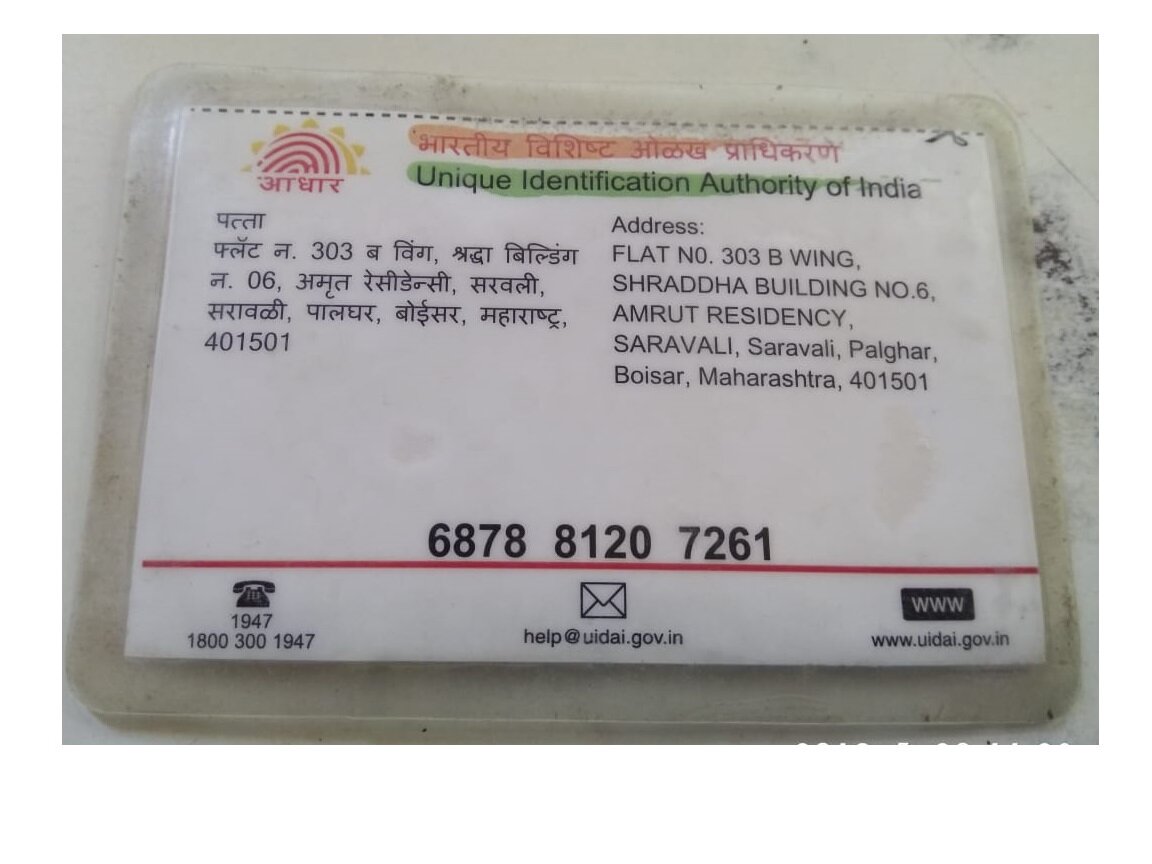 आधार
भारतीय विशिष्ट ओळख प्राधिकरण
Unique Identification Authority of India
पत्ता
फ्लॅट न. 303 ब विंग, श्रद्धा बिल्डिंग
न. 06, अमृत रेसीडेन्सी, सरवली,
सरावळी, पालघर, बोईसर, महाराष्ट्र,
401501
Address:
FLAT N0. 303 B WING,
SHRADDHA BUILDING NO.6,
AMRUT RESIDENCY,
SARAVALI, Saravali, Palghar,
Boisar, Maharashtra, 401501
6878 8120 7261
1947
1800 300 1947
help@uidai.gov.in
WWW
www.uidai.gov.in